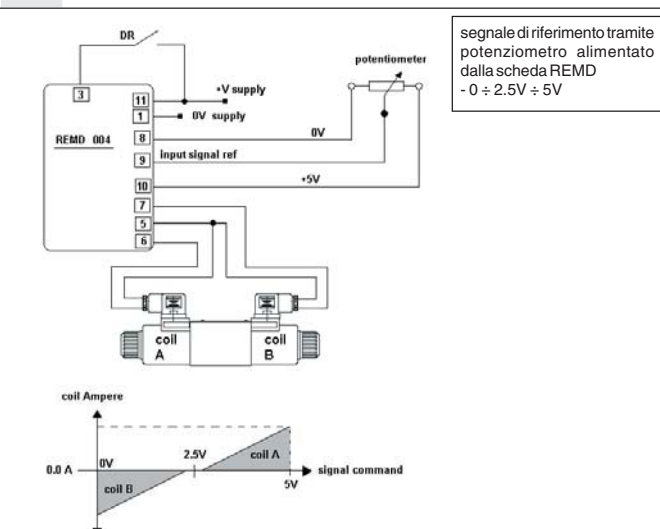 segnale di riferimento tramite
potenziometro alimentato
dalla scheda REMD
- 0 ÷ 2.5V ÷ 5V
DR
potentiometer
3
11
+V supply
1
0V supply
REMD 004
8
0V
9
input signal ref
10
+5V
7
5
6
coil
A
coil
B
coil Ampere
0.0 A
0V
2.5V
coil A
signal command
coil B
5V